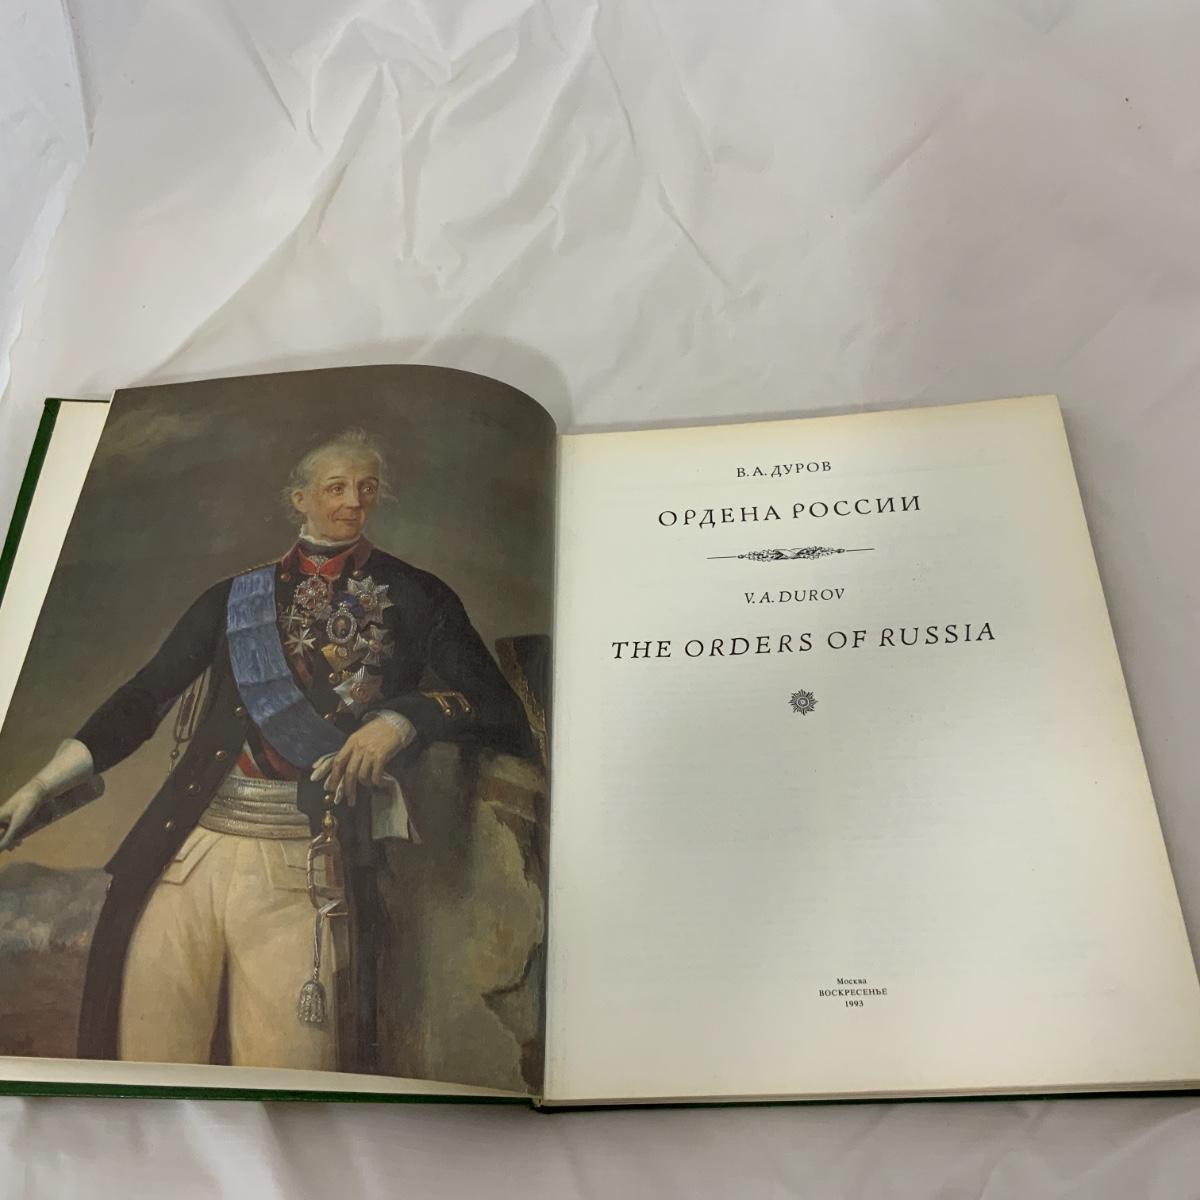 В. А. ДУРОВ
ОРДЕНА РОССИИ
V. A. DUROV
THE ORDERS OF RUSSIA
Москва
ВОСКРЕСЕНЬЕ
1993